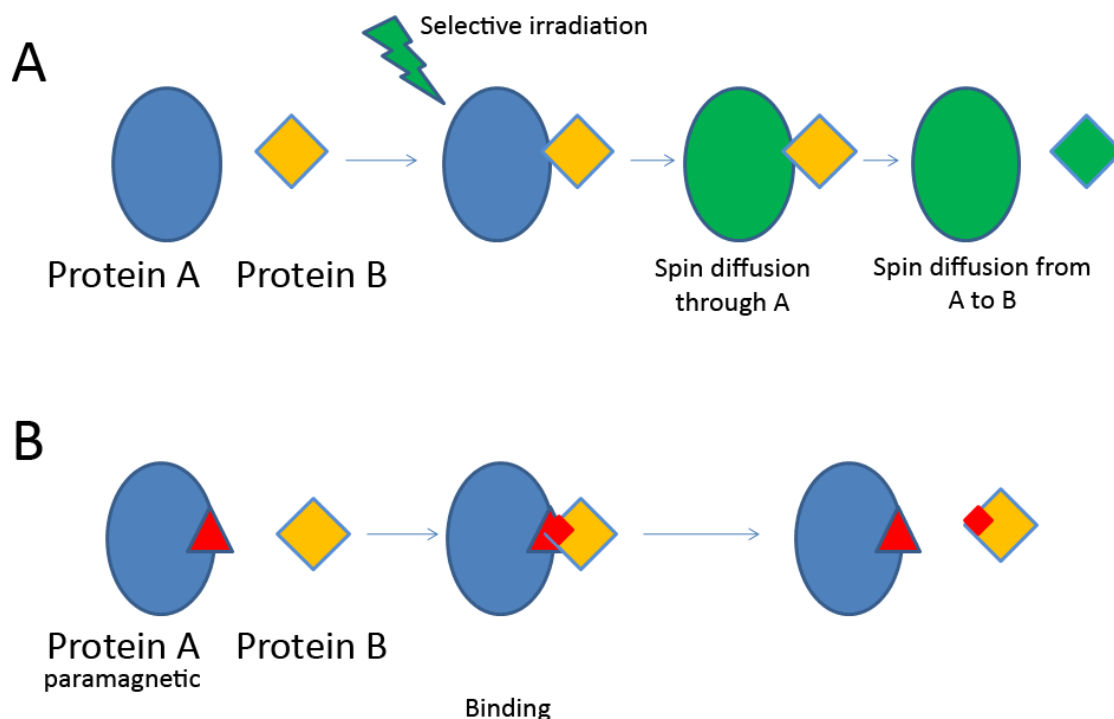 A
Selective irradiation
Protein A
Protein B
Spin diffusion
through A
Spin diffusion from
A to B
B
Protein A
paramagnetic
Protein B
Binding